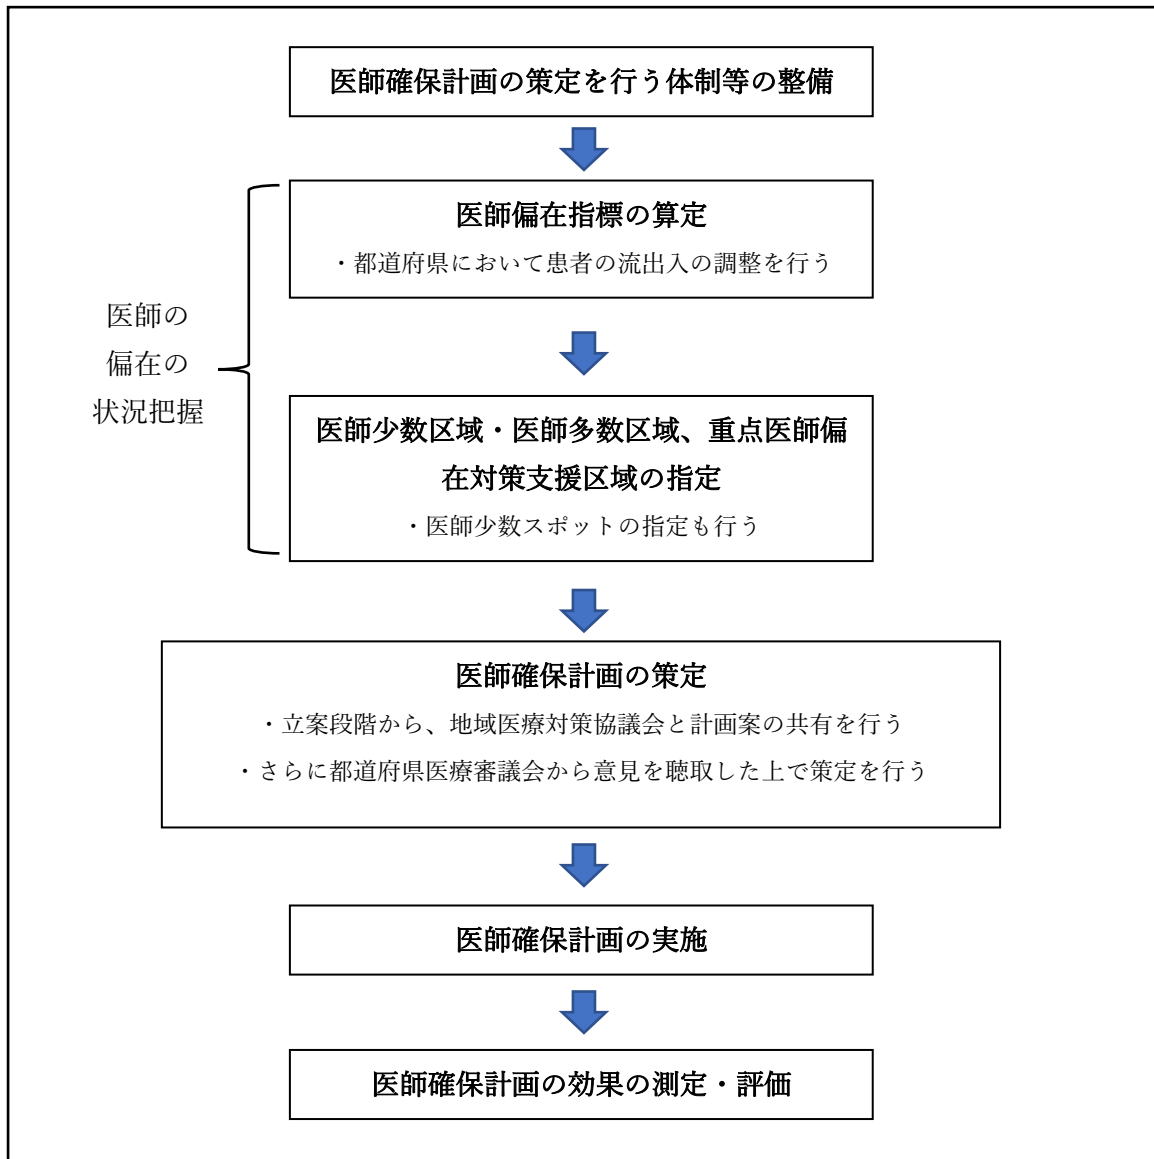 医師確保計画の策定を行う体制等の整備
医師偏在指標の算定
・都道府県において患者の流出入の調整を行う
医師の
偏在の
状況把握
医師少数区域・医師多数区域、重点医師偏
在対策支援区域の指定
・医師少数スポットの指定も行う
医師確保計画の策定
・立案段階から、地域医療対策協議会と計画案の共有を行う
・さらに都道府県医療審議会から意見を聴取した上で策定を行う
医師確保計画の実施
医師確保計画の効果の測定・評価